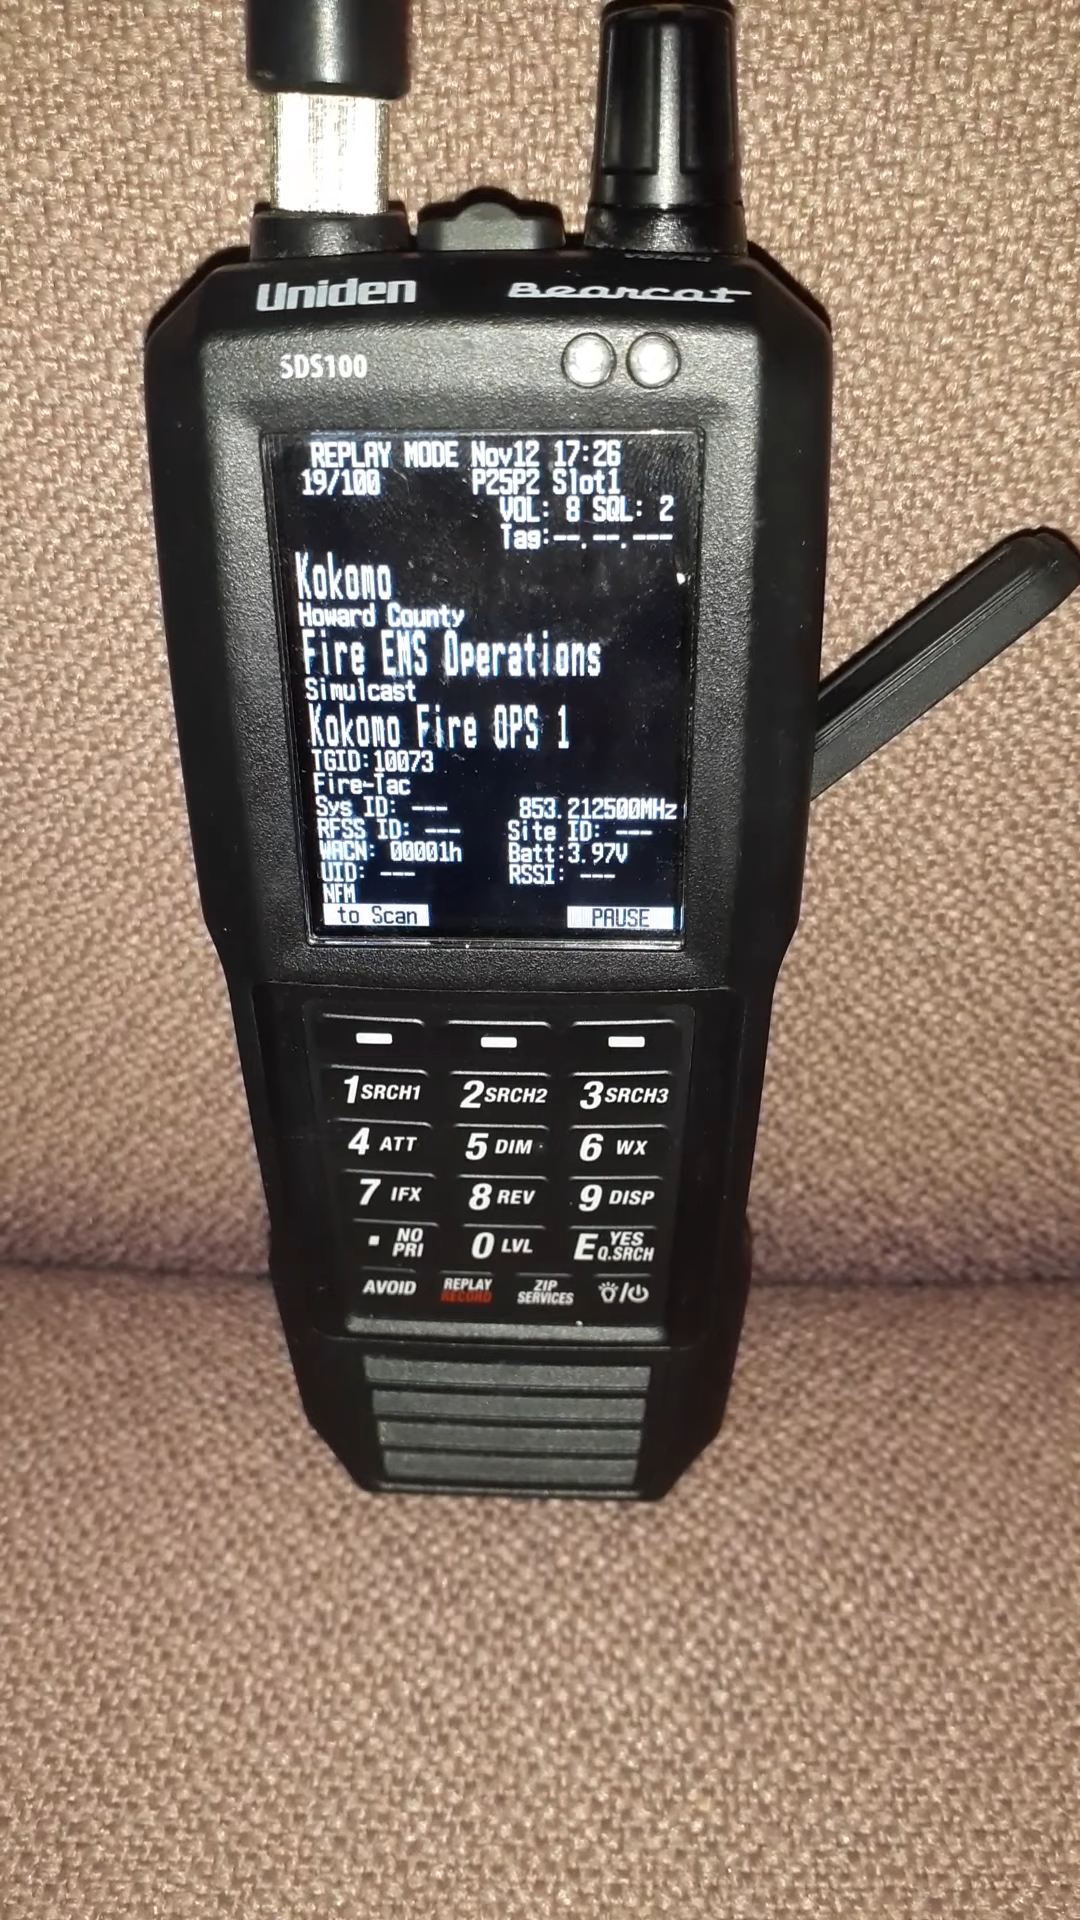 Uniden Bearcat
SDS100
REPLAY MODE Nov12 17:26
19/100 P25P2 Slot1
VOL: 8 SQL: 2
Tag:--.--.---
Kokomo
Howard County
Fire EMS Operations
Simulcast
Kokomo Fire OPS 1
TGID:10073
Fire-Tac
Sys ID: --- 853.212500MHz
RFSS ID: --- Site ID: ---
WACN: 00001h Batt:3.97V
UID: --- RSSI: ---
NFM
to Scan PAUSE
1 SRCH1 2 SRCH2 3 SRCH3
4 ATT 5 DIM 6 WX
7 IFX 8 REV 9 DISP
. NO PRI 0 LVL E YES Q.SRCH
AVOID REPLAY RECORD ZIP SERVICES